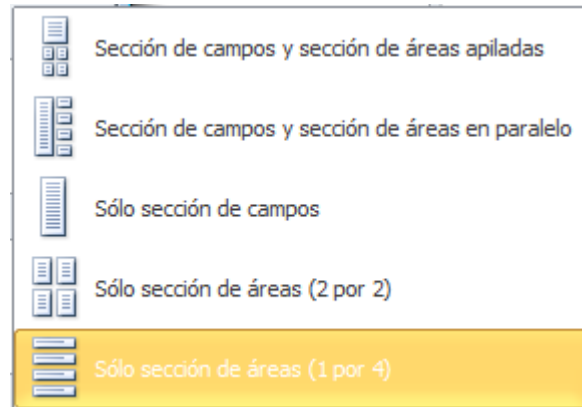 Sección de campos y sección de áreas apiladas
Sección de campos y sección de áreas en paralelo
Sólo sección de campos
Sólo sección de áreas (2 por 2)
Sólo sección de áreas (1 por 4)